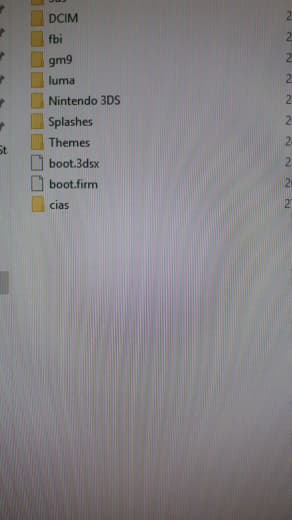 DCIM
fbi
gm9
luma
Nintendo 3DS
Splashes
Themes
boot.3dsx
boot.firm
cias